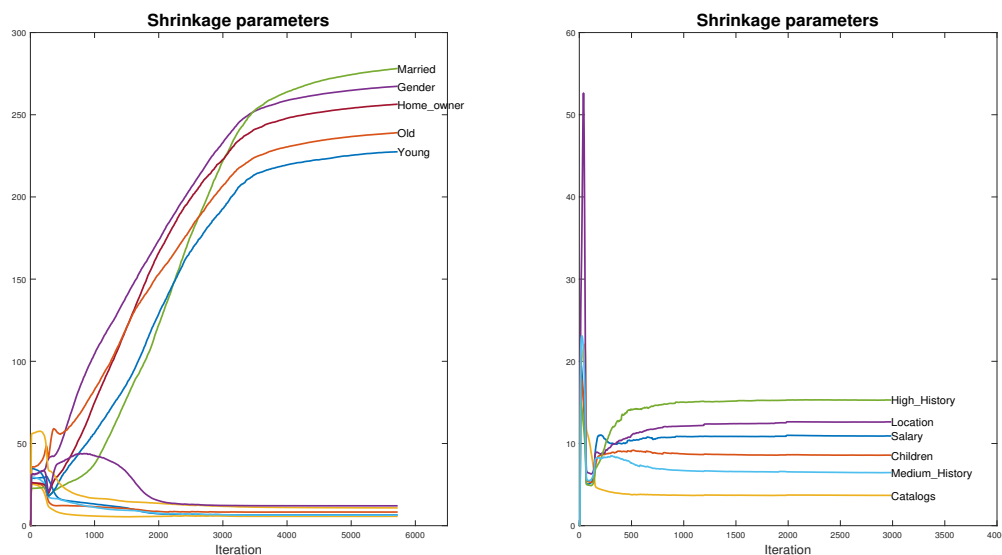 Shrinkage parameters
300
250
200
150
100
50
0
Married
Gender
Home_owner
Old
Young
0 1000 2000 3000 4000 5000 6000
Iteration
Shrinkage parameters
60
50
40
30
20
10
0
High_History
Location
Salary
Children
Medium_History
Catalogs
0 500 1000 1500 2000 2500 3000 3500 400
Iteration